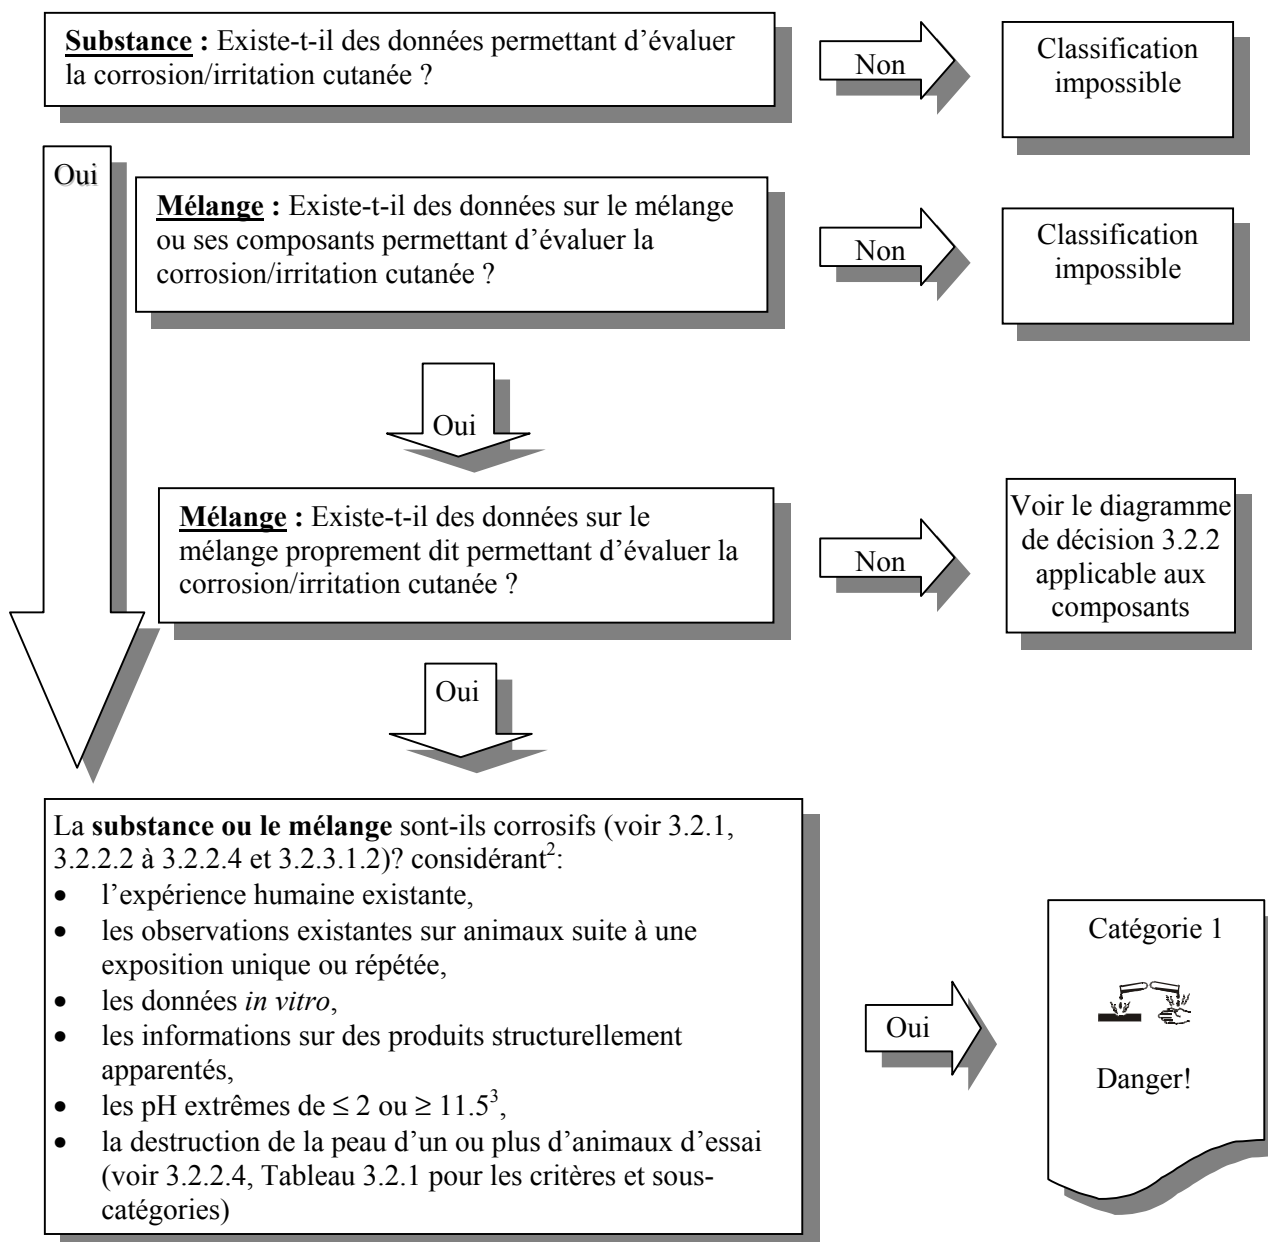 Substance : Existe-t-il des données permettant d’évaluer
la corrosion/irritation cutanée ?
Non
Classification
impossible
Oui
Mélange : Existe-t-il des données sur le mélange
ou ses composants permettant d’évaluer la
corrosion/irritation cutanée ?
Non
Classification
impossible
Oui
Mélange : Existe-t-il des données sur le
mélange proprement dit permettant d’évaluer la
corrosion/irritation cutanée ?
Non
Voir le diagramme
de décision 3.2.2
applicable aux
composants
Oui
La substance ou le mélange sont-ils corrosifs (voir 3.2.1,
3.2.2.2 à 3.2.2.4 et 3.2.3.1.2)? considérant²:
• l’expérience humaine existante,
• les observations existantes sur animaux suite à une
exposition unique ou répétée,
• les données in vitro,
• les informations sur des produits structurellement
apparentés,
• les pH extrêmes de ≤ 2 ou ≥ 11.5³,
• la destruction de la peau d’un ou plus d’animaux d’essai
(voir 3.2.2.4, Tableau 3.2.1 pour les critères et sous-
catégories)
Oui
Catégorie 1
Danger!